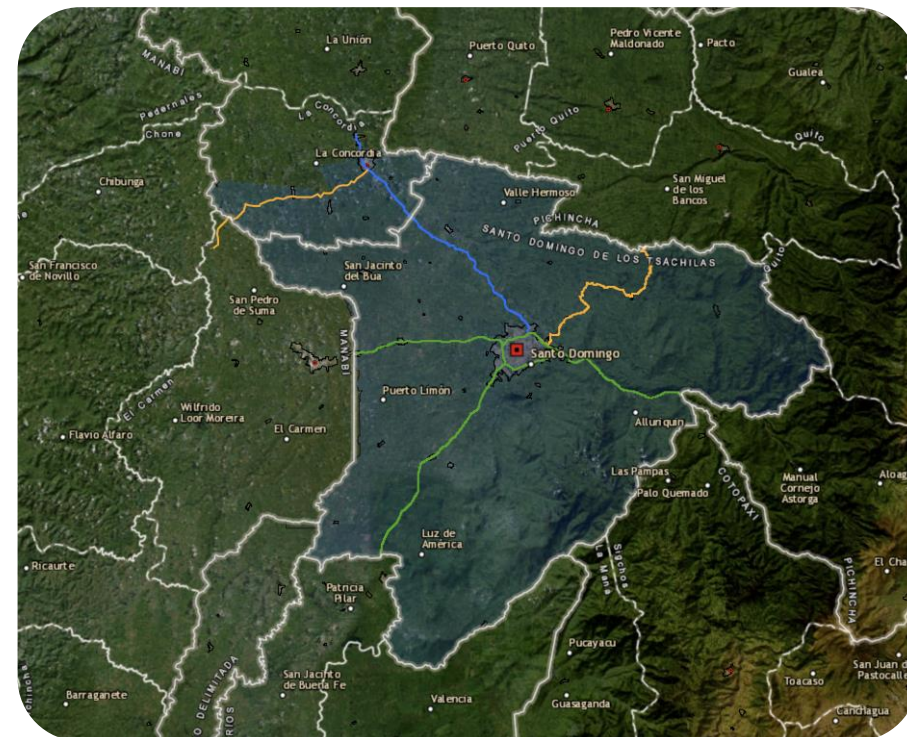 La Unión
Puerto Quito
Pedro Vicente
Maldonado
Pacto
Gualea
MANABI
Pedernales
Chone
La Concordia
Puerto Quito
Quito
La Concordia
Chibunga
Valle Hermoso
San Miguel
de los
Bancos
PICHINCHA
SANTO DOMINGO DE LOS TSACHILAS
Quito
San Francisco
de Novillo
San Jacinto
del Bua
San Pedro
de Suma
MANABI
Santo Domingo
El Carmen
Puerto Limón
Wilfrido
Loor Moreira
Flavio Alfaro
El Carmen
Alluriquin
Las Pampas
Palo Quemado
COTOPAXI
Manual
Cornejo
Astorga
Aloag
Luz de
América
Ricaurte
La Maná
Sigchos
PICHINCHA
El Cha
Patricia
Pilar
Pucayacu
O DELIMITADA
RIOS
San Jacinto
de Buena Fe
Toacaso
San Juan d
Pastocalle
Barraganete
Valencia
Guasaganda
Canchagua